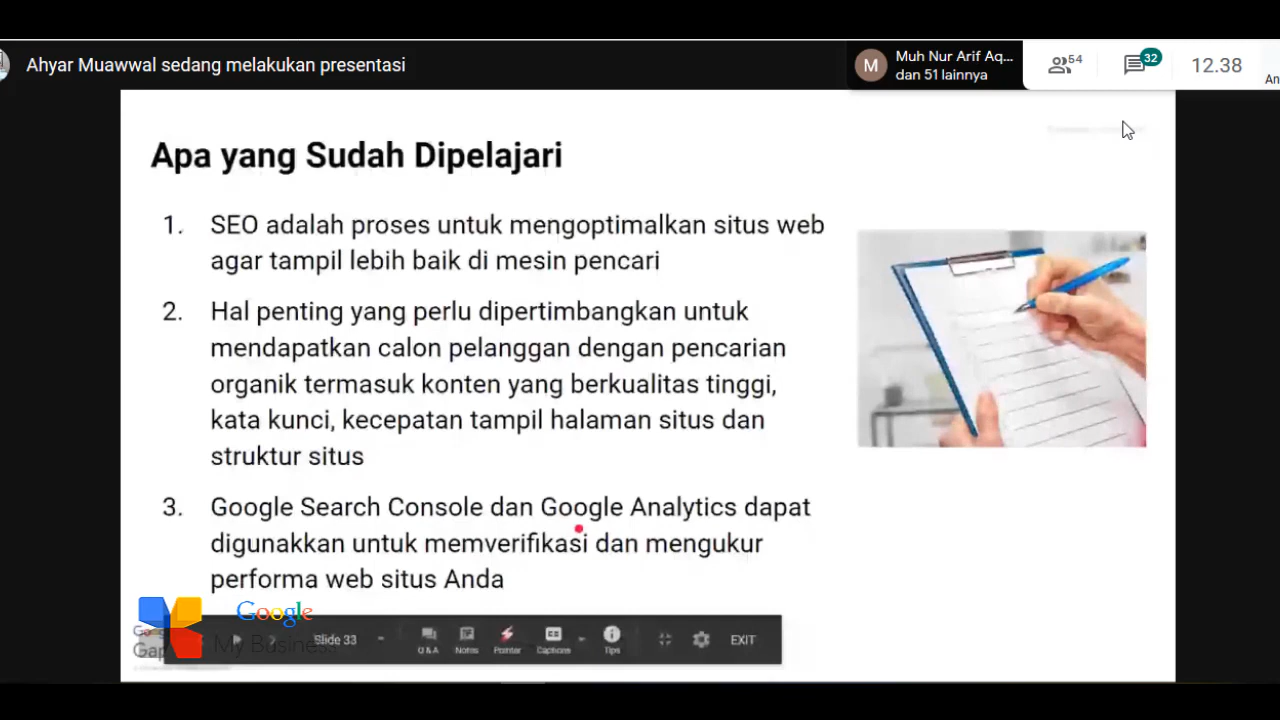 Ahyar Muawwal sedang melakukan presentasi
Muh Nur Arif Aq...
dan 51 lainnya
54
32
12.38
An
M
Apa yang Sudah Dipelajari
1. SEO adalah proses untuk mengoptimalkan situs web
agar tampil lebih baik di mesin pencari
2. Hal penting yang perlu dipertimbangkan untuk
mendapatkan calon pelanggan dengan pencarian
organik termasuk konten yang berkualitas tinggi,
kata kunci, kecepatan tampil halaman situs dan
struktur situs
3. Google Search Console dan Google Analytics dapat
digunakkan untuk memverifikasi dan mengukur
performa web situs Anda
Google
My Business
Slide 33
Q & A
Notes
Pointer
Captions
Tips
EXIT